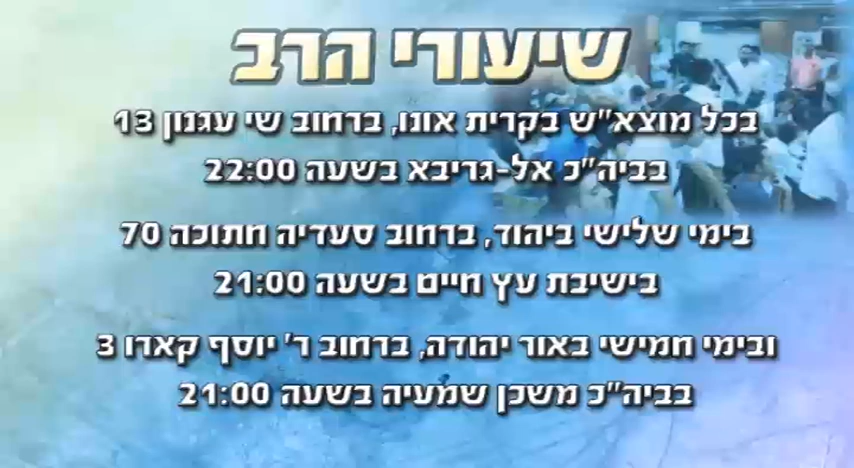 שיעורי הרב
בכל מוצא"ש בקרית אונו, ברחוב שי עגנון 13
בביה"כ אל-גריבא בשעה 22:00
בימי שלישי ביהוד, ברחוב סעדיה חתוכה 70
בישיבת עץ חיים בשעה 21:00
ובימי חמישי באור יהודה, ברחוב ר' יוסף קארו 3
בביה"כ משכן שמעיה בשעה 21:00